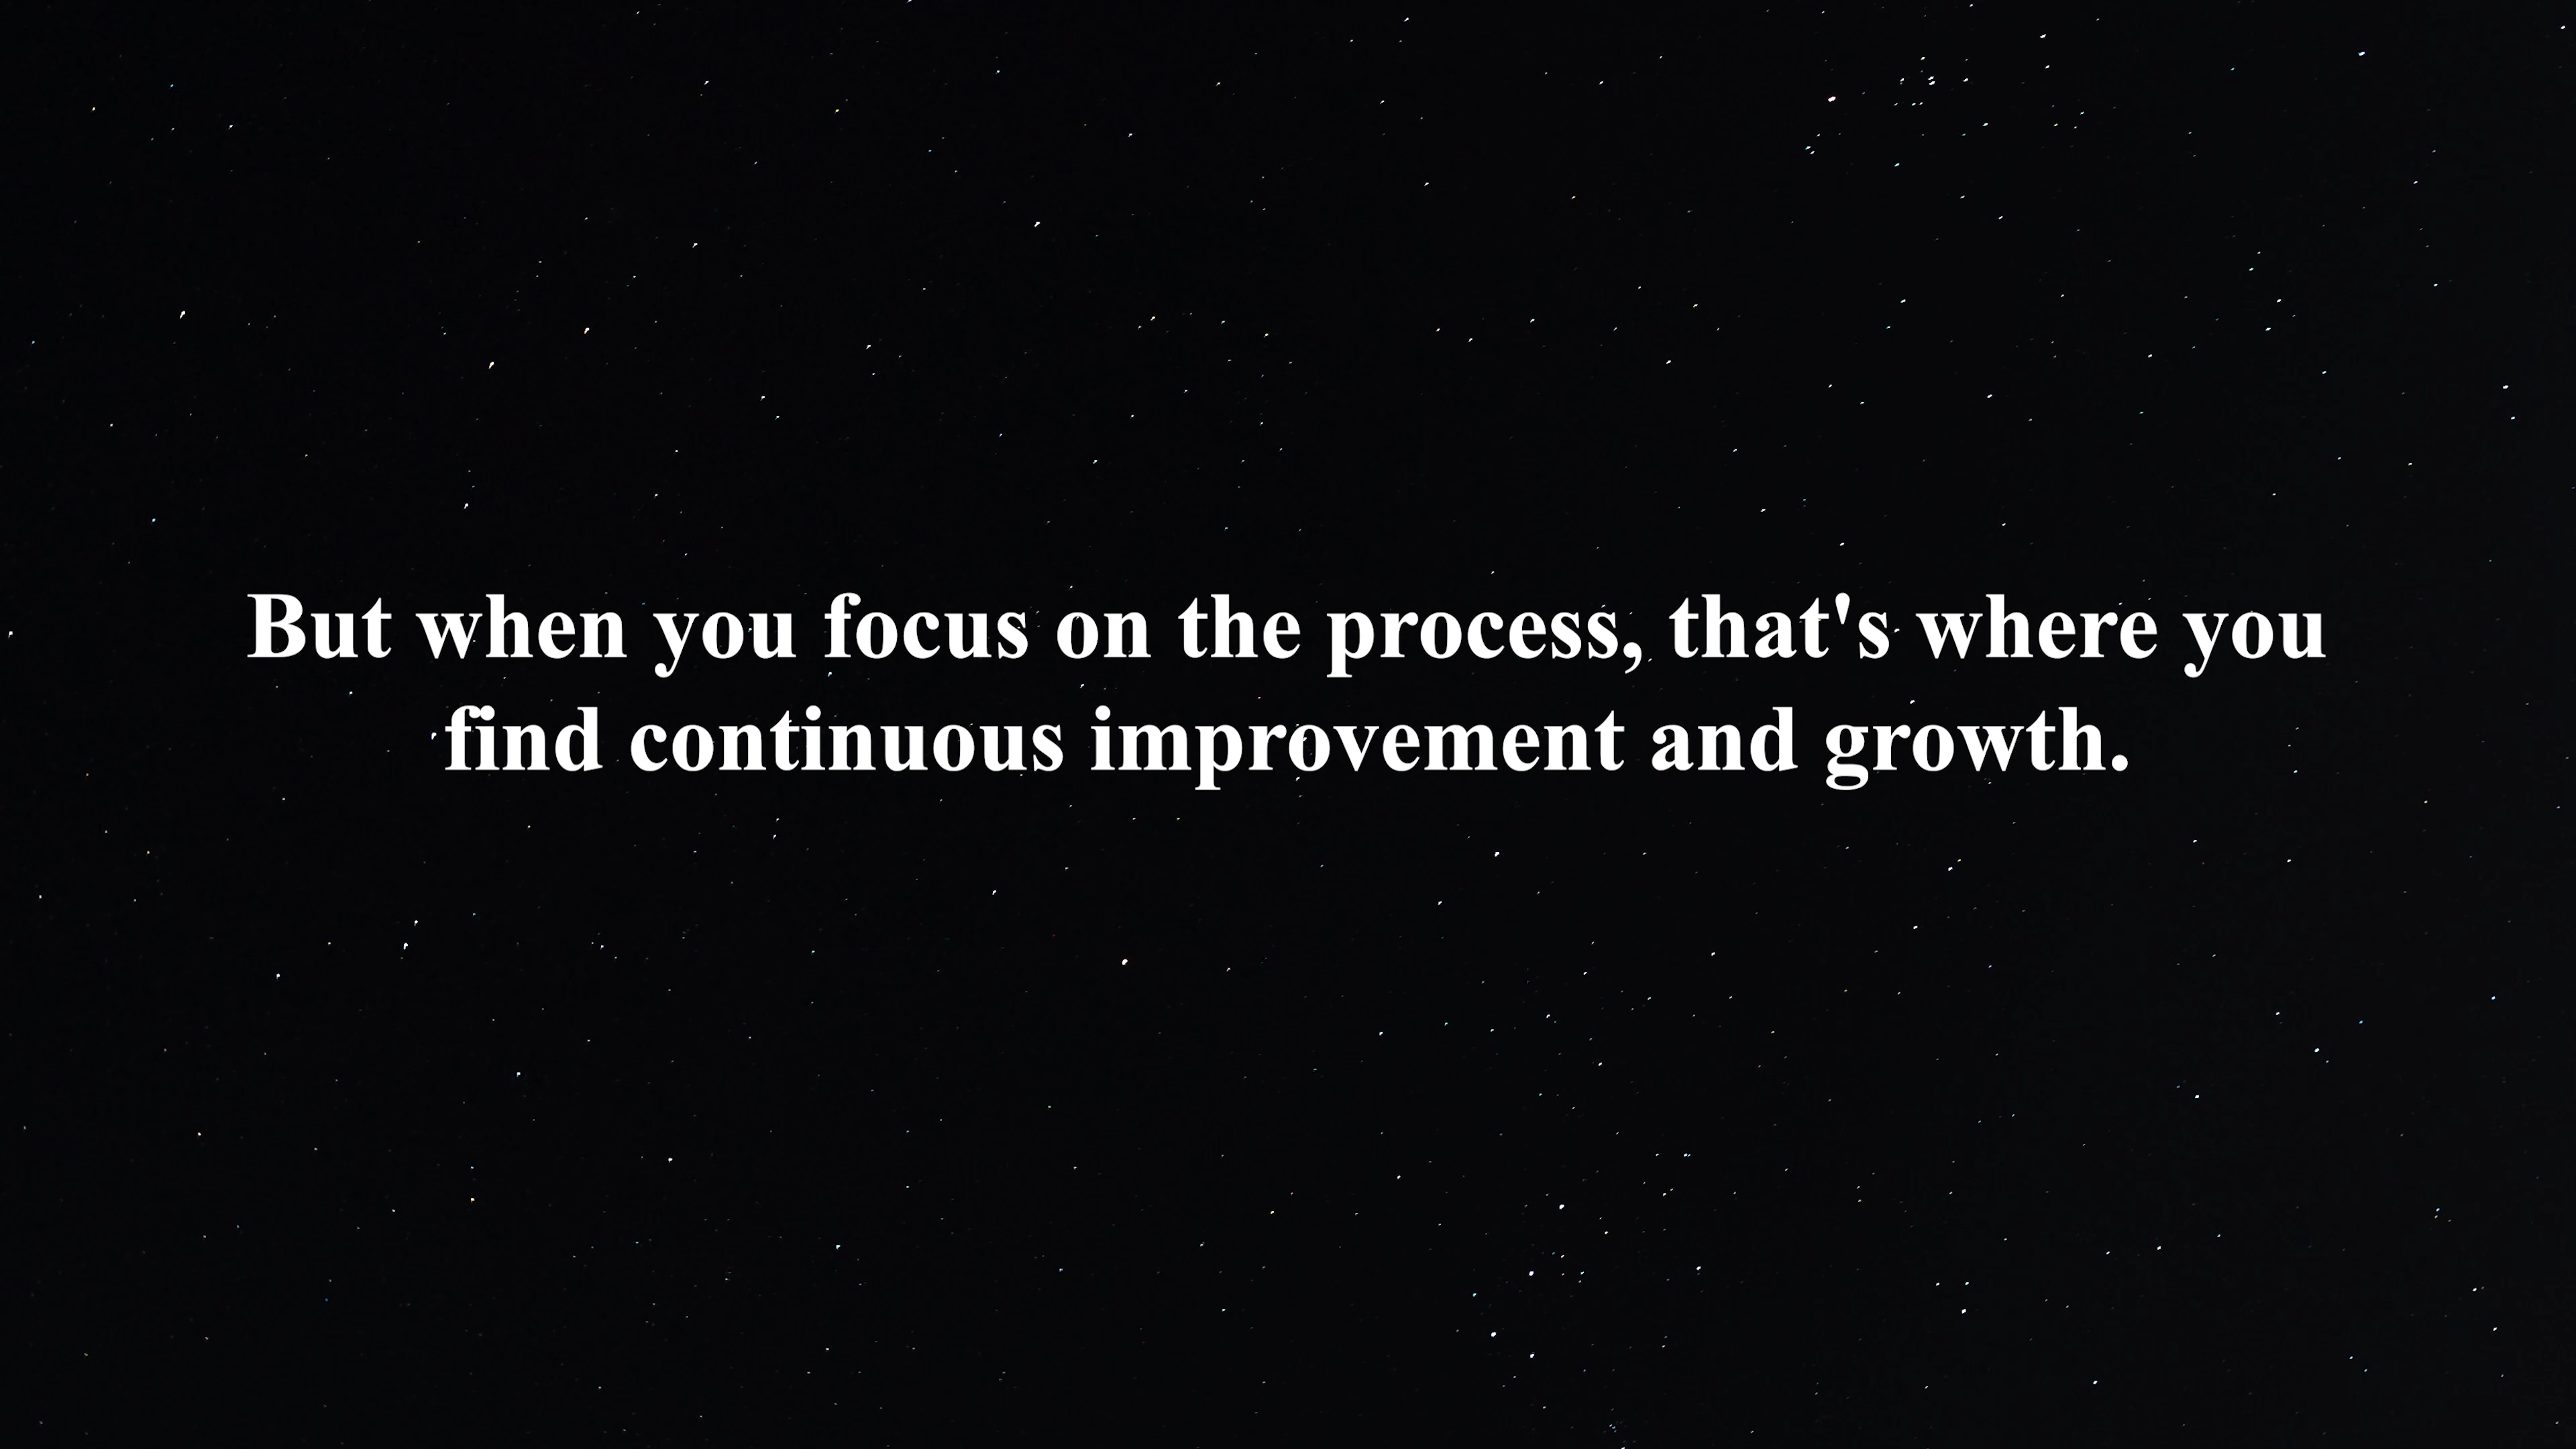 But when you focus on the process, that's where you
find continuous improvement and growth.